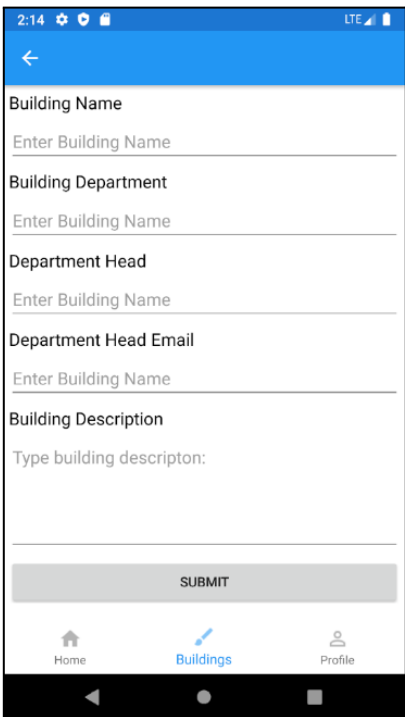 2:14 LTE
Building Name
Enter Building Name
Building Department
Enter Building Name
Department Head
Enter Building Name
Department Head Email
Enter Building Name
Building Description
Type building descripton:
SUBMIT
Home Buildings Profile